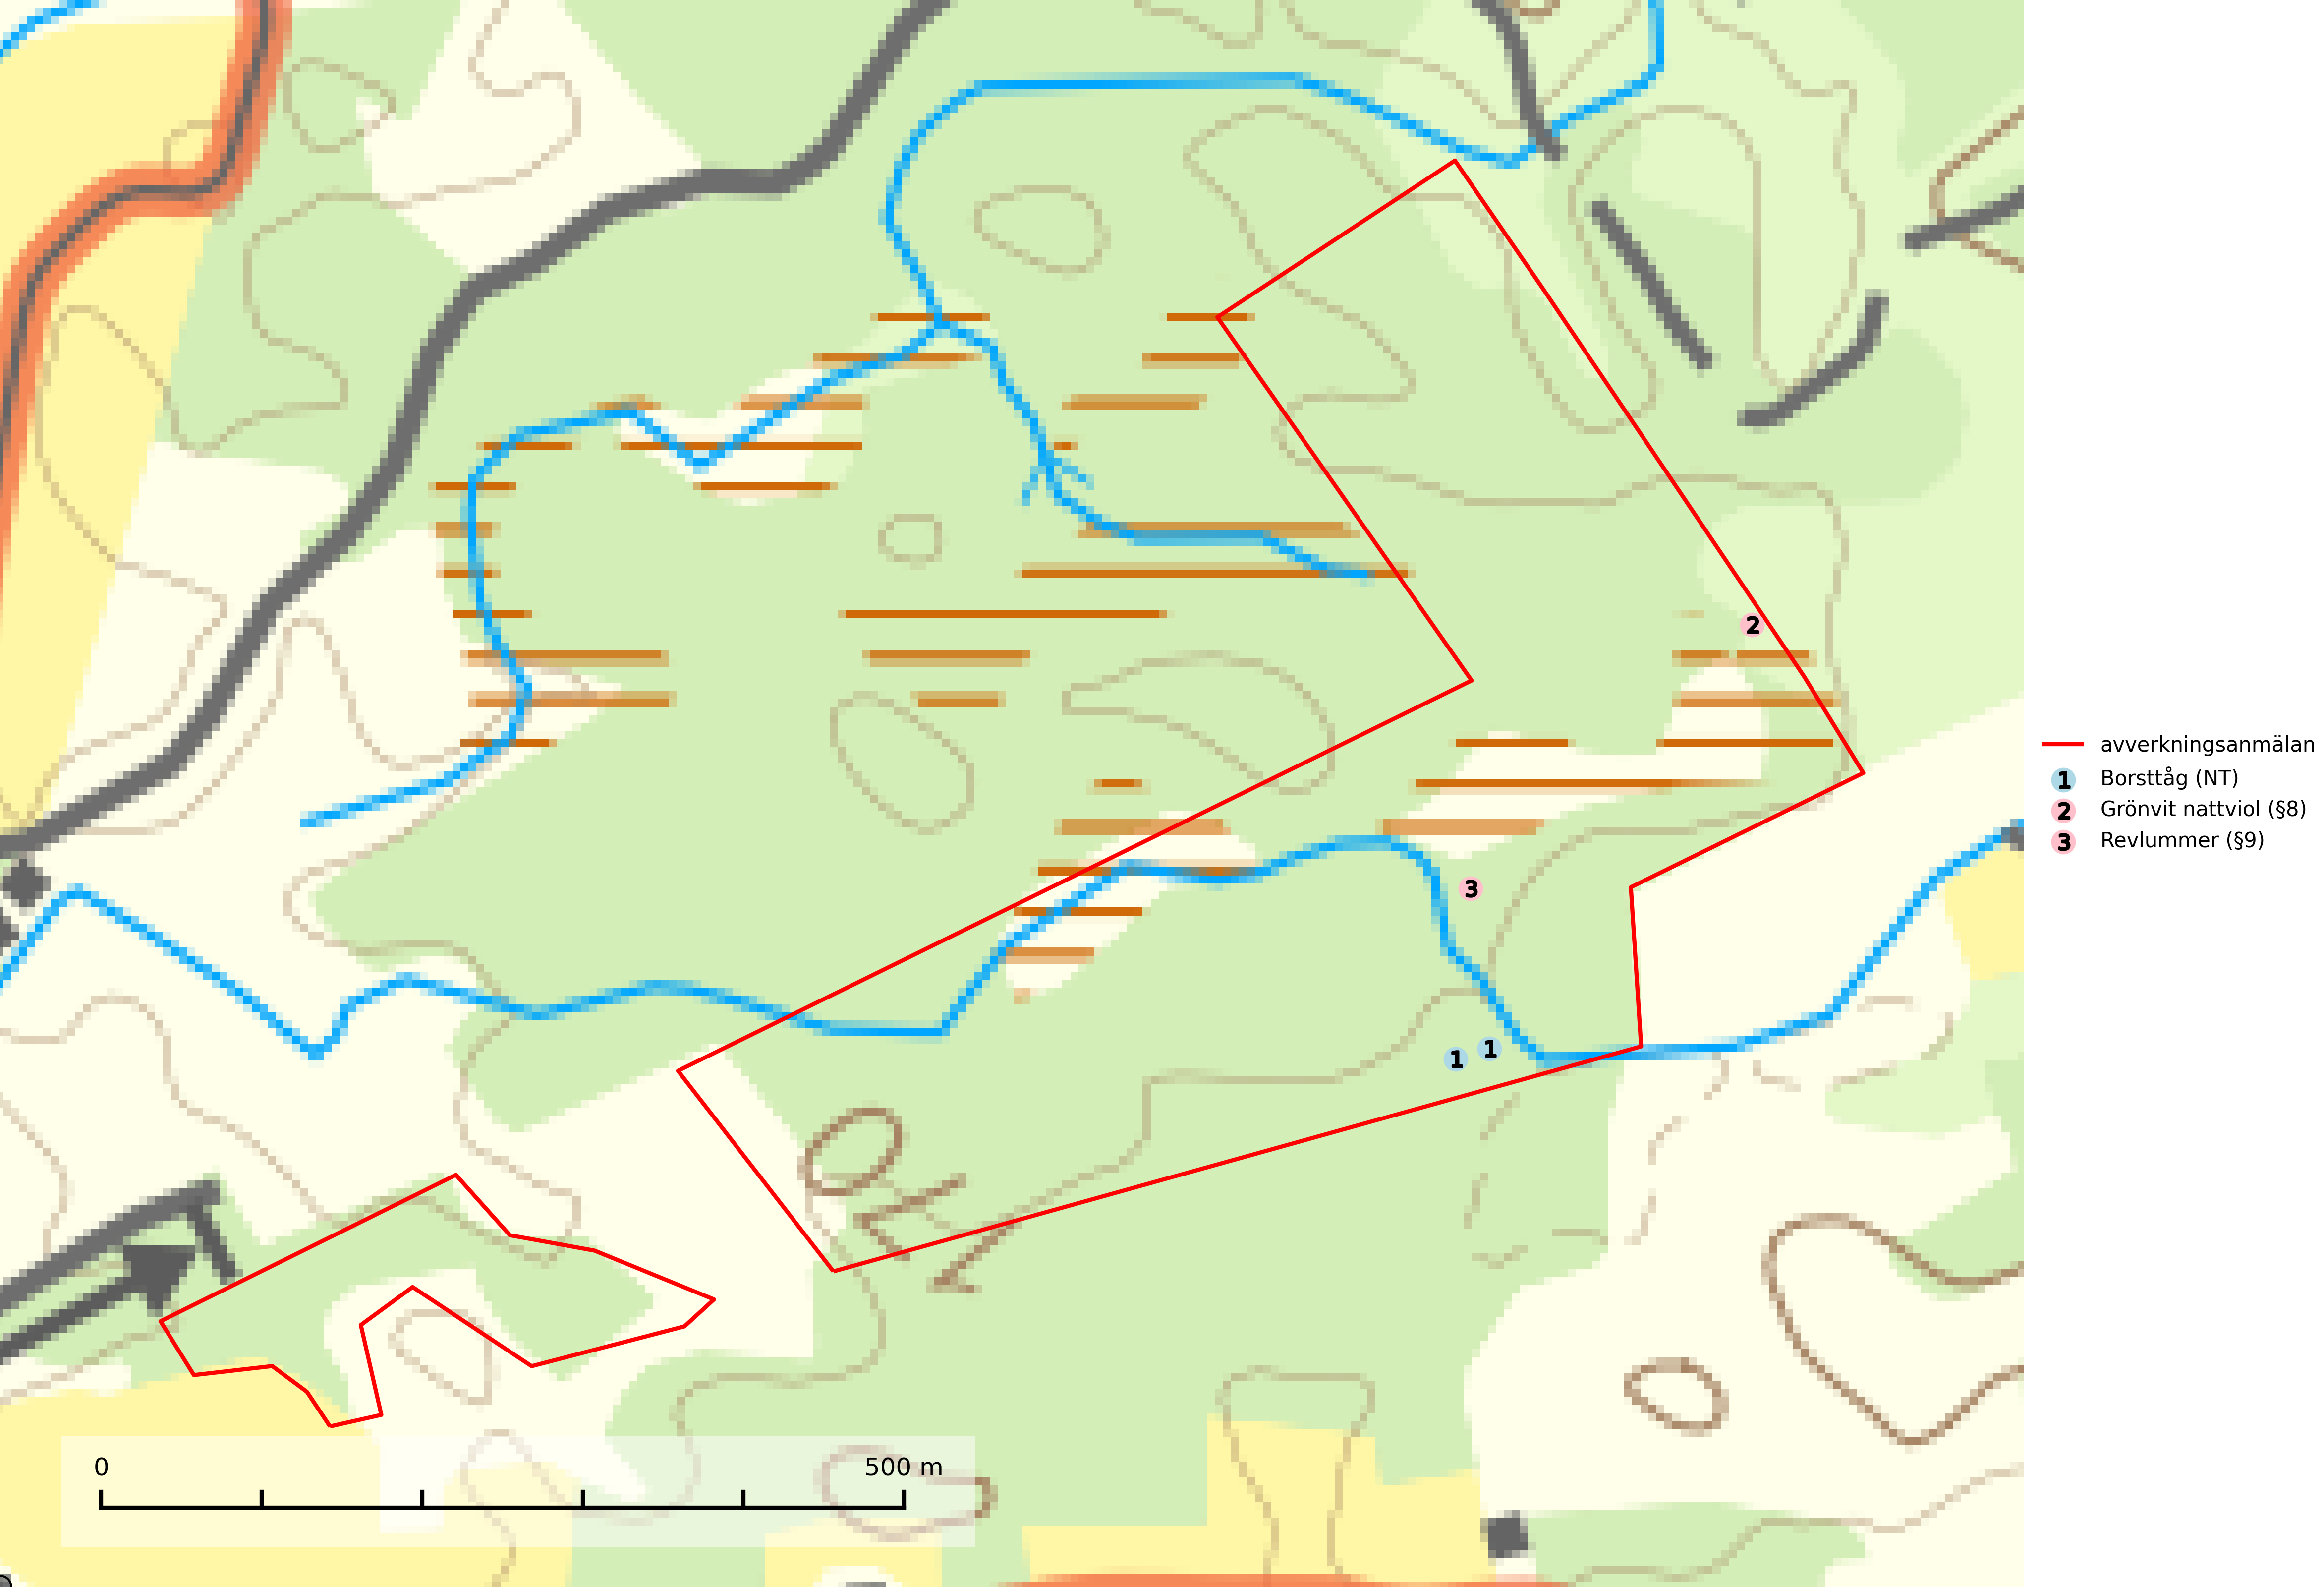 2
3
1 1
0 500 m
avverkningsanmälan
1 Borsttåg (NT)
2 Grönvit nattviol (§8)
3 Revlummer (§9)